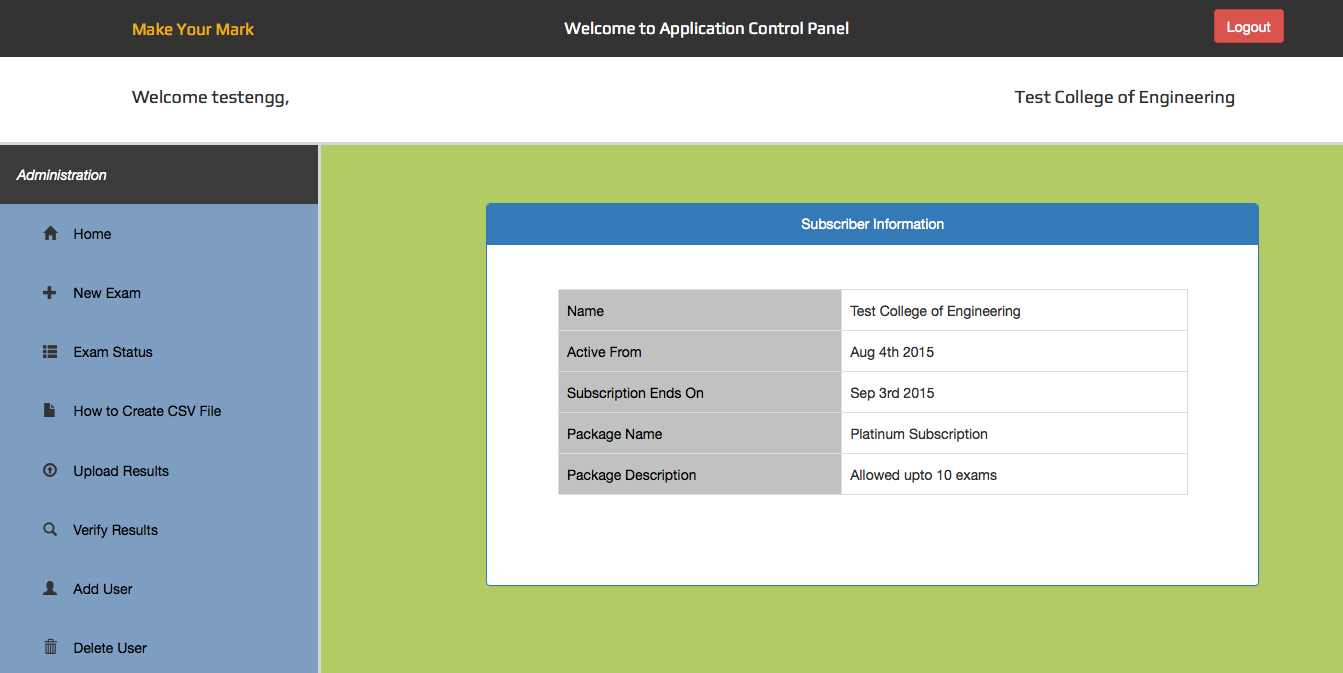 Make Your Mark
Welcome to Application Control Panel
Logout
Welcome testengg,
Test College of Engineering
Administration
Home
New Exam
Exam Status
How to Create CSV File
Upload Results
Verify Results
Add User
Delete User
Subscriber Information
Name Test College of Engineering
Active From Aug 4th 2015
Subscription Ends On Sep 3rd 2015
Package Name Platinum Subscription
Package Description Allowed upto 10 exams